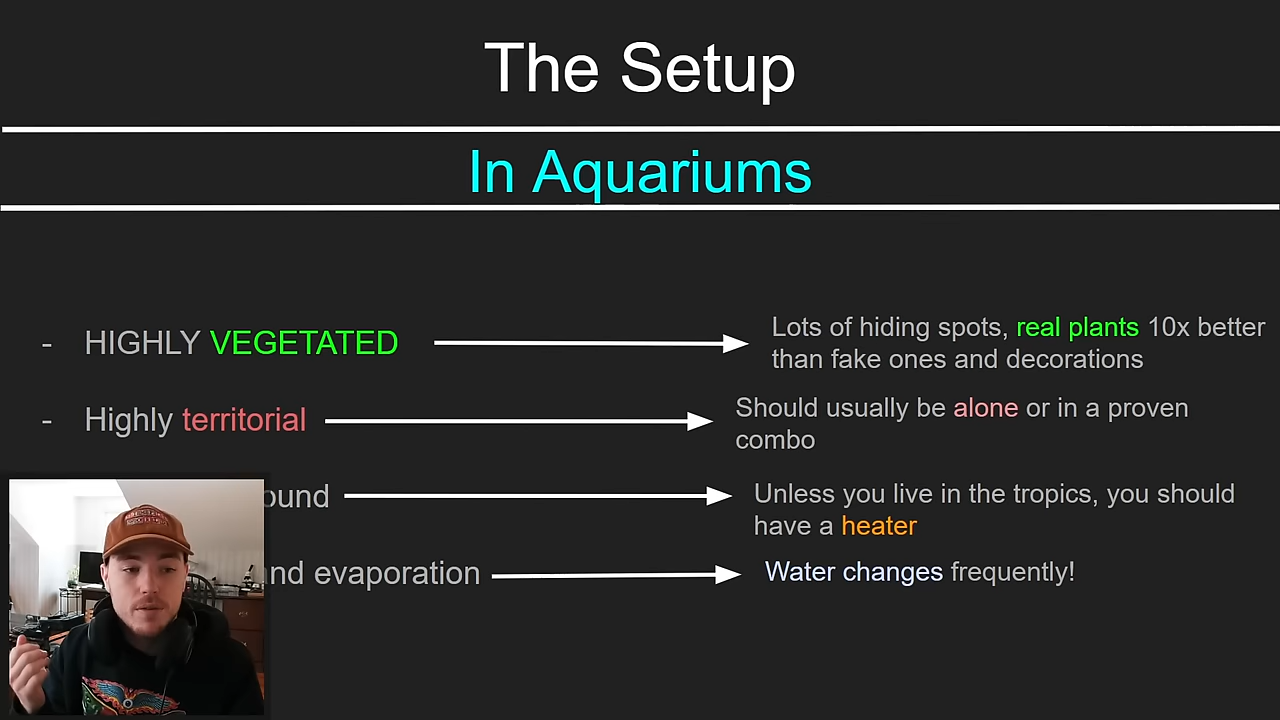 The Setup
In Aquariums
- HIGHLY VEGETATED
Lots of hiding spots, real plants 10x better
than fake ones and decorations
- Highly territorial
Should usually be alone or in a proven
combo
Unless you live in the tropics, you should
have a heater
evaporation
Water changes frequently!